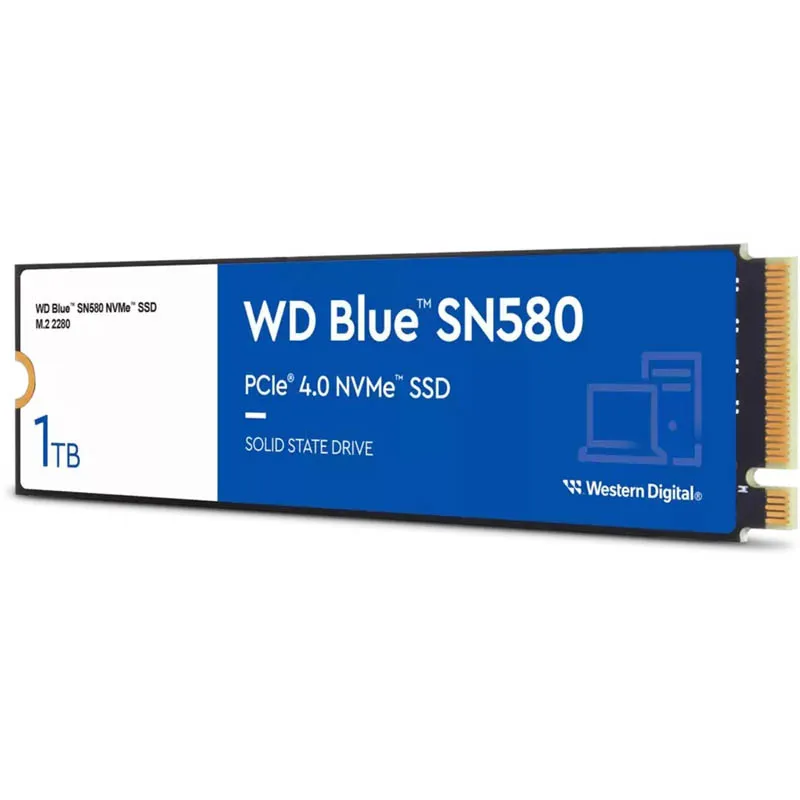 WD Blue™ SN580 NVMe™ SSD
M.2 2280
1TB
WD Blue™ SN580
PCIe® 4.0 NVMe™ SSD
SOLID STATE DRIVE
Western Digital®
M